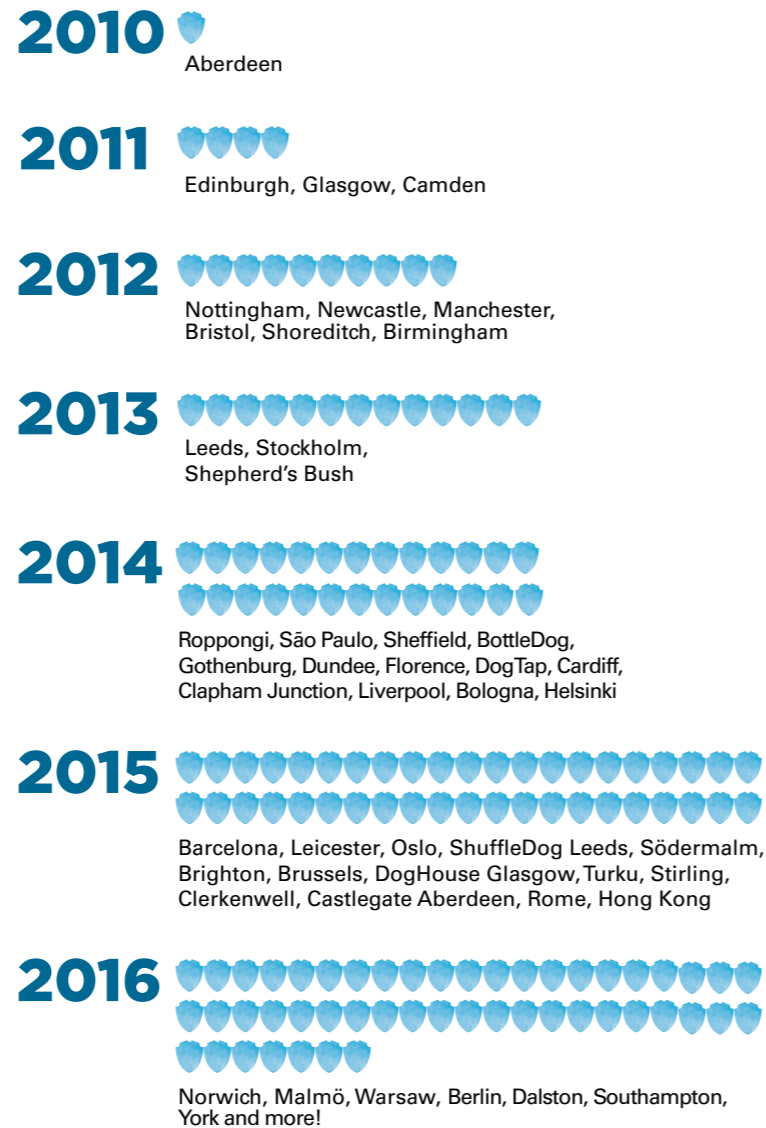 2010
Aberdeen
2011
Edinburgh, Glasgow, Camden
2012
Nottingham, Newcastle, Manchester,
Bristol, Shoreditch, Birmingham
2013
Leeds, Stockholm,
Shepherd’s Bush
2014
Roppongi, São Paulo, Sheffield, BottleDog,
Gothenburg, Dundee, Florence, DogTap, Cardiff,
Clapham Junction, Liverpool, Bologna, Helsinki
2015
Barcelona, Leicester, Oslo, ShuffleDog Leeds, Södermalm,
Brighton, Brussels, DogHouse Glasgow, Turku, Stirling,
Clerkenwell, Castlegate Aberdeen, Rome, Hong Kong
2016
Norwich, Malmö, Warsaw, Berlin, Dalston, Southampton,
York and more!